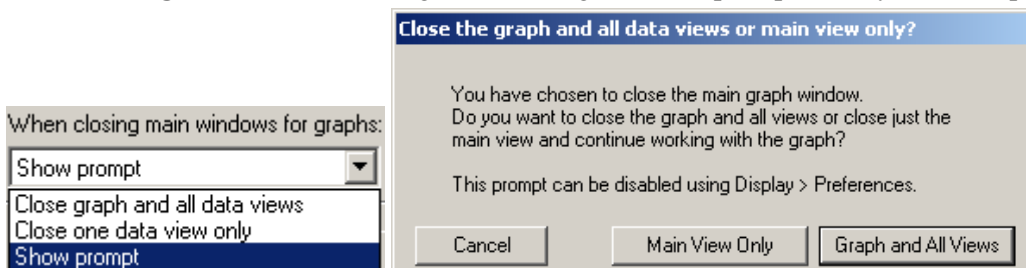 When closing main windows for graphs:
Show prompt
Close graph and all data views
Close one data view only
Show prompt
Close the graph and all data views or main view only?
You have chosen to close the main graph window.
Do you want to close the graph and all views or close just the
main view and continue working with the graph?
This prompt can be disabled using Display > Preferences.
Cancel
Main View Only
Graph and All Views